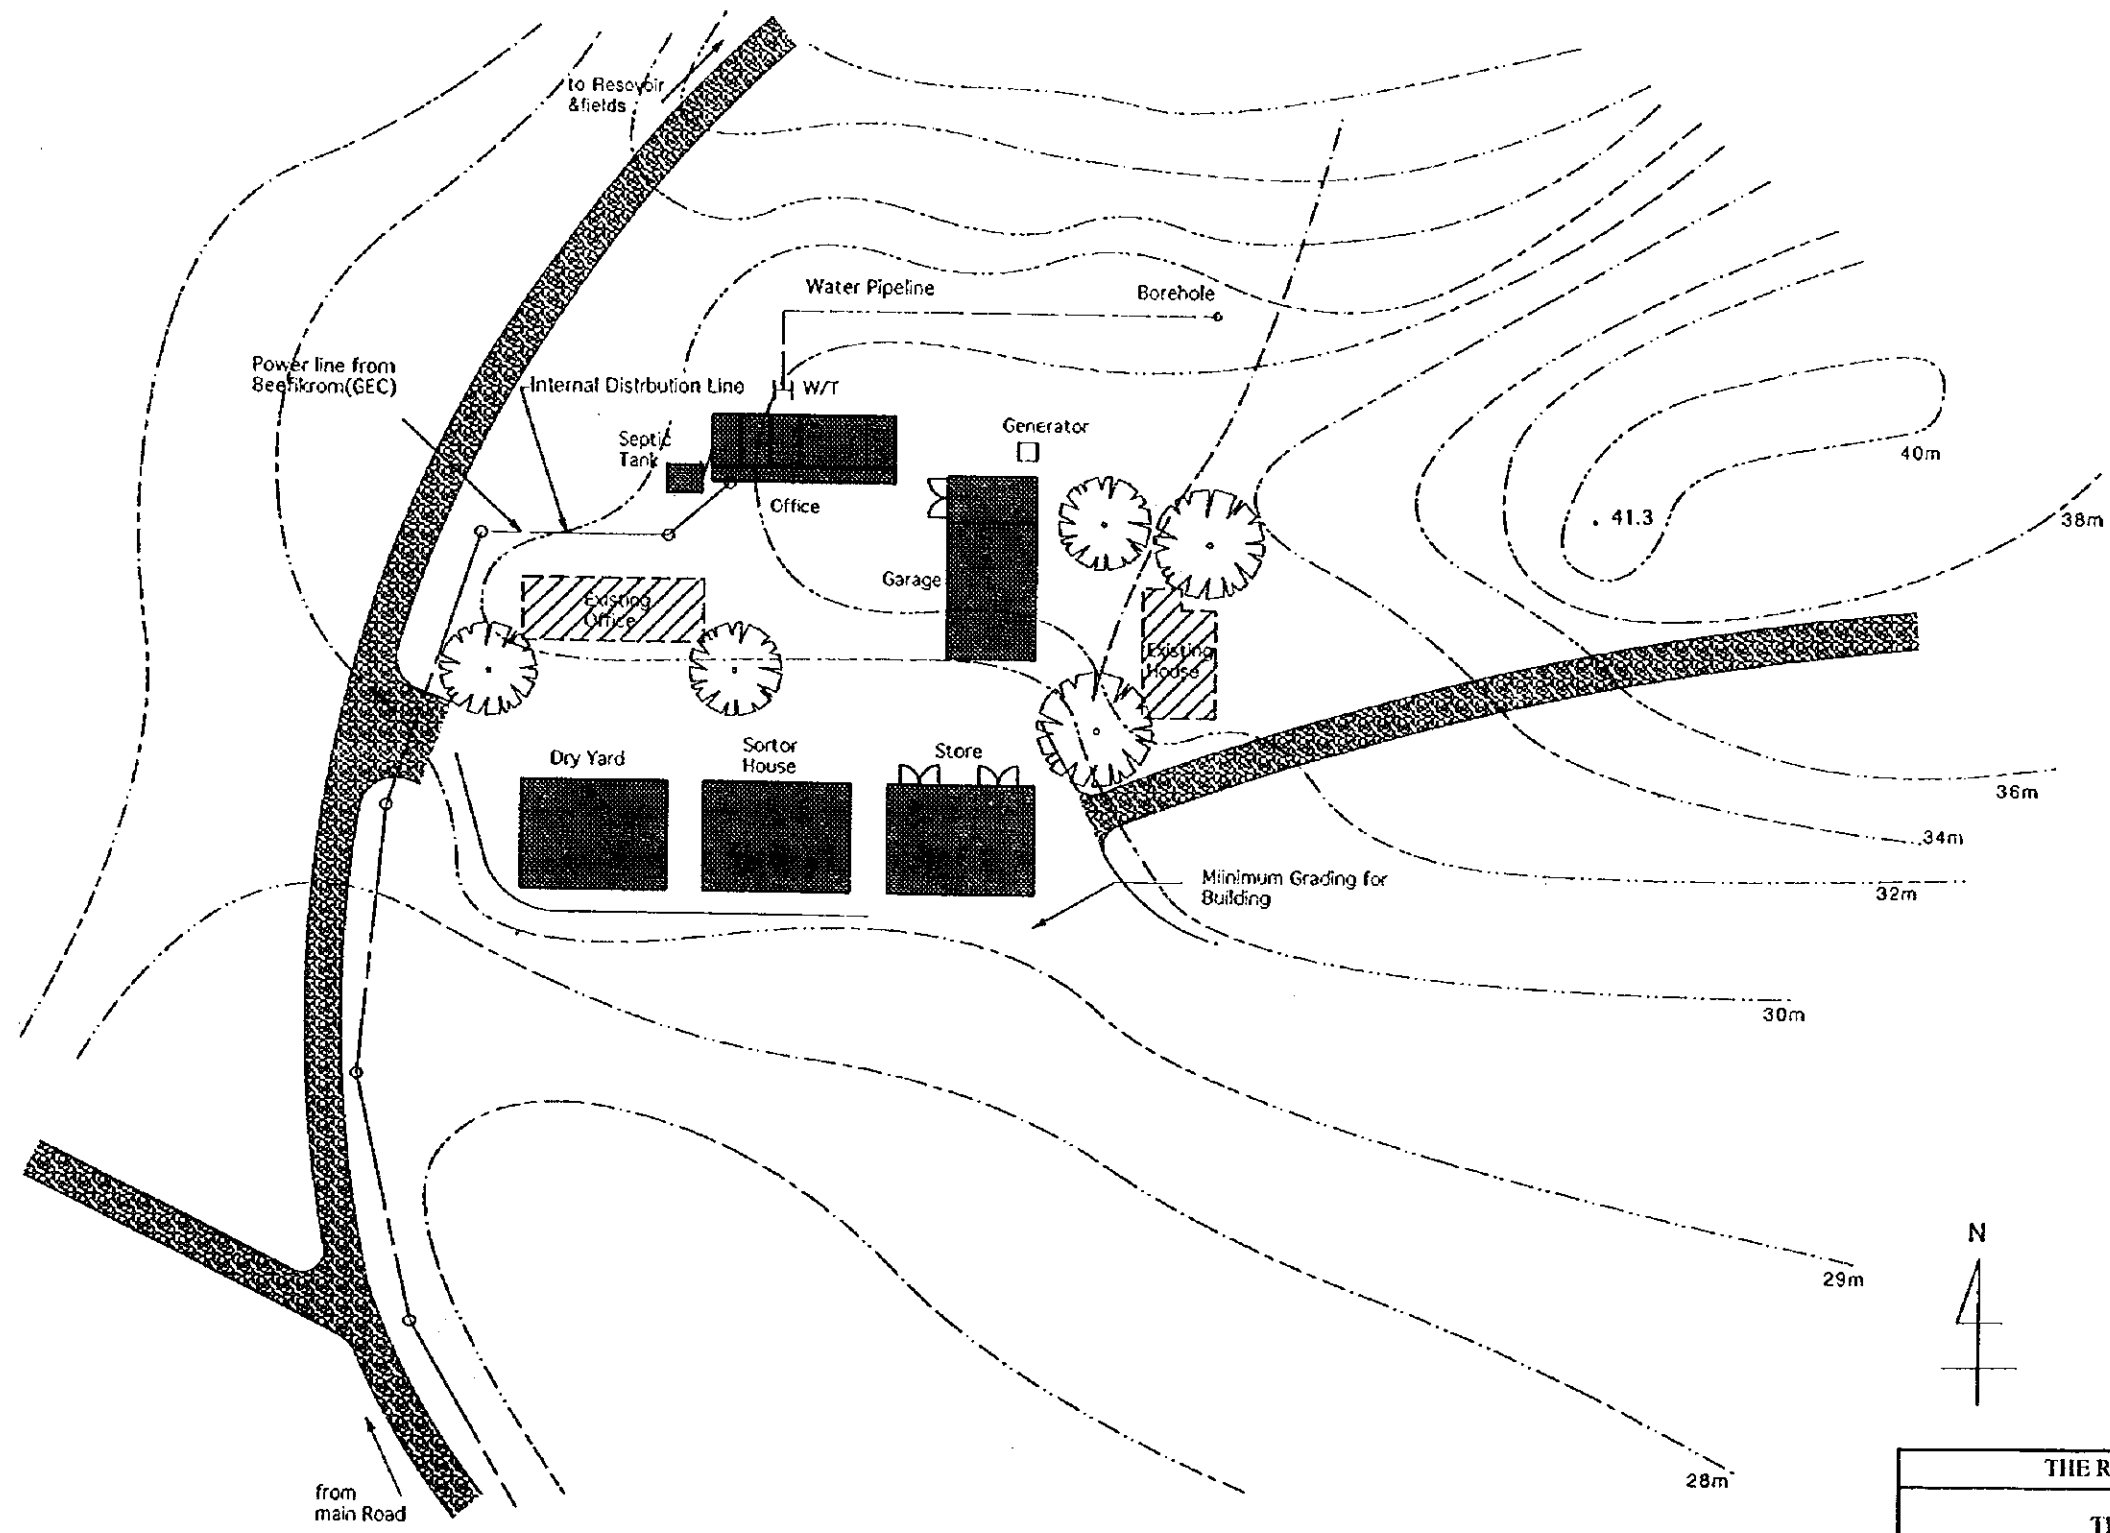 to Resovoir
&fields
Water Pipeline
Borehole
Power line from
Beefikrom(GEC)
Internal Distrbution Line
W/T
Septic
Tank
Generator
Office
40m
41.3
38m
Garage
Existing
Office
Existing
House
Dry Yard
Sortor
House
Store
36m
34m
Miinimum Grading for
Building
32m
30m
N
29m
28m
from
main Road
THE R